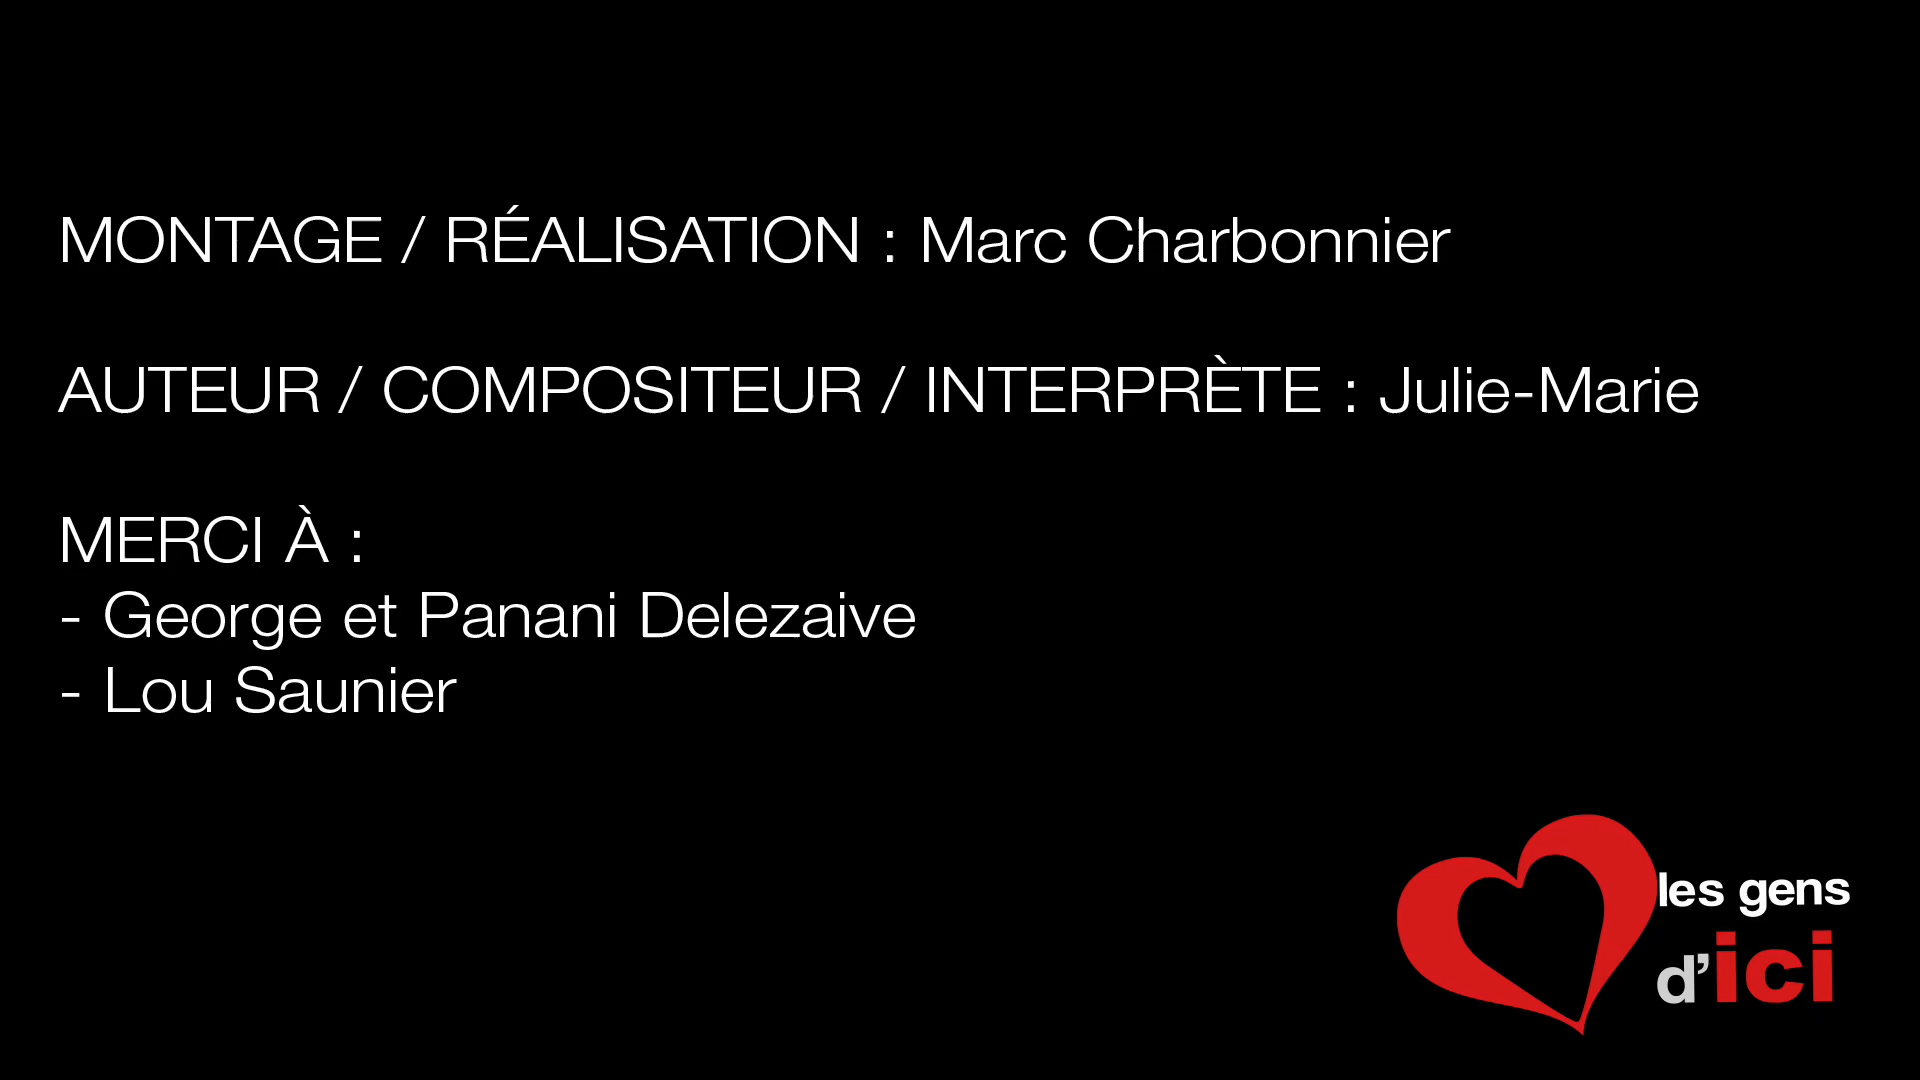 MONTAGE / RÉALISATION : Marc Charbonnier
AUTEUR / COMPOSITEUR / INTERPRÈTE : Julie-Marie
MERCI À :
- George et Panani Delezaive
- Lou Saunier
les gens
d’ici